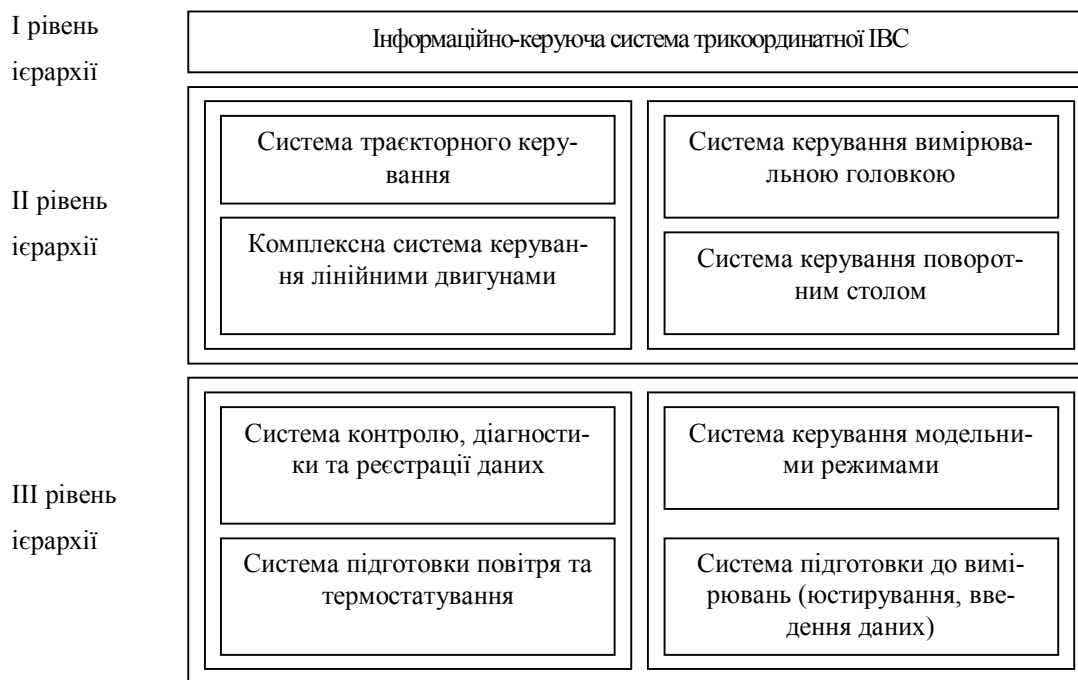 І рівень
ієрархії
Інформаційно-керуюча система трикоординатної ІВС
ІІ рівень
ієрархії
Система траєкторного керу-
вання
Комплексна система керуван-
ня лінійними двигунами
Система керування вимірюва-
льною головкою
Система керування поворот-
ним столом
ІІІ рівень
ієрархії
Система контролю, діагности-
ки та реєстрації даних
Система підготовки повітря та
термостатування
Система керування модельни-
ми режимами
Система підготовки до вимі-
рювань (юстирування, вве-
дення даних)